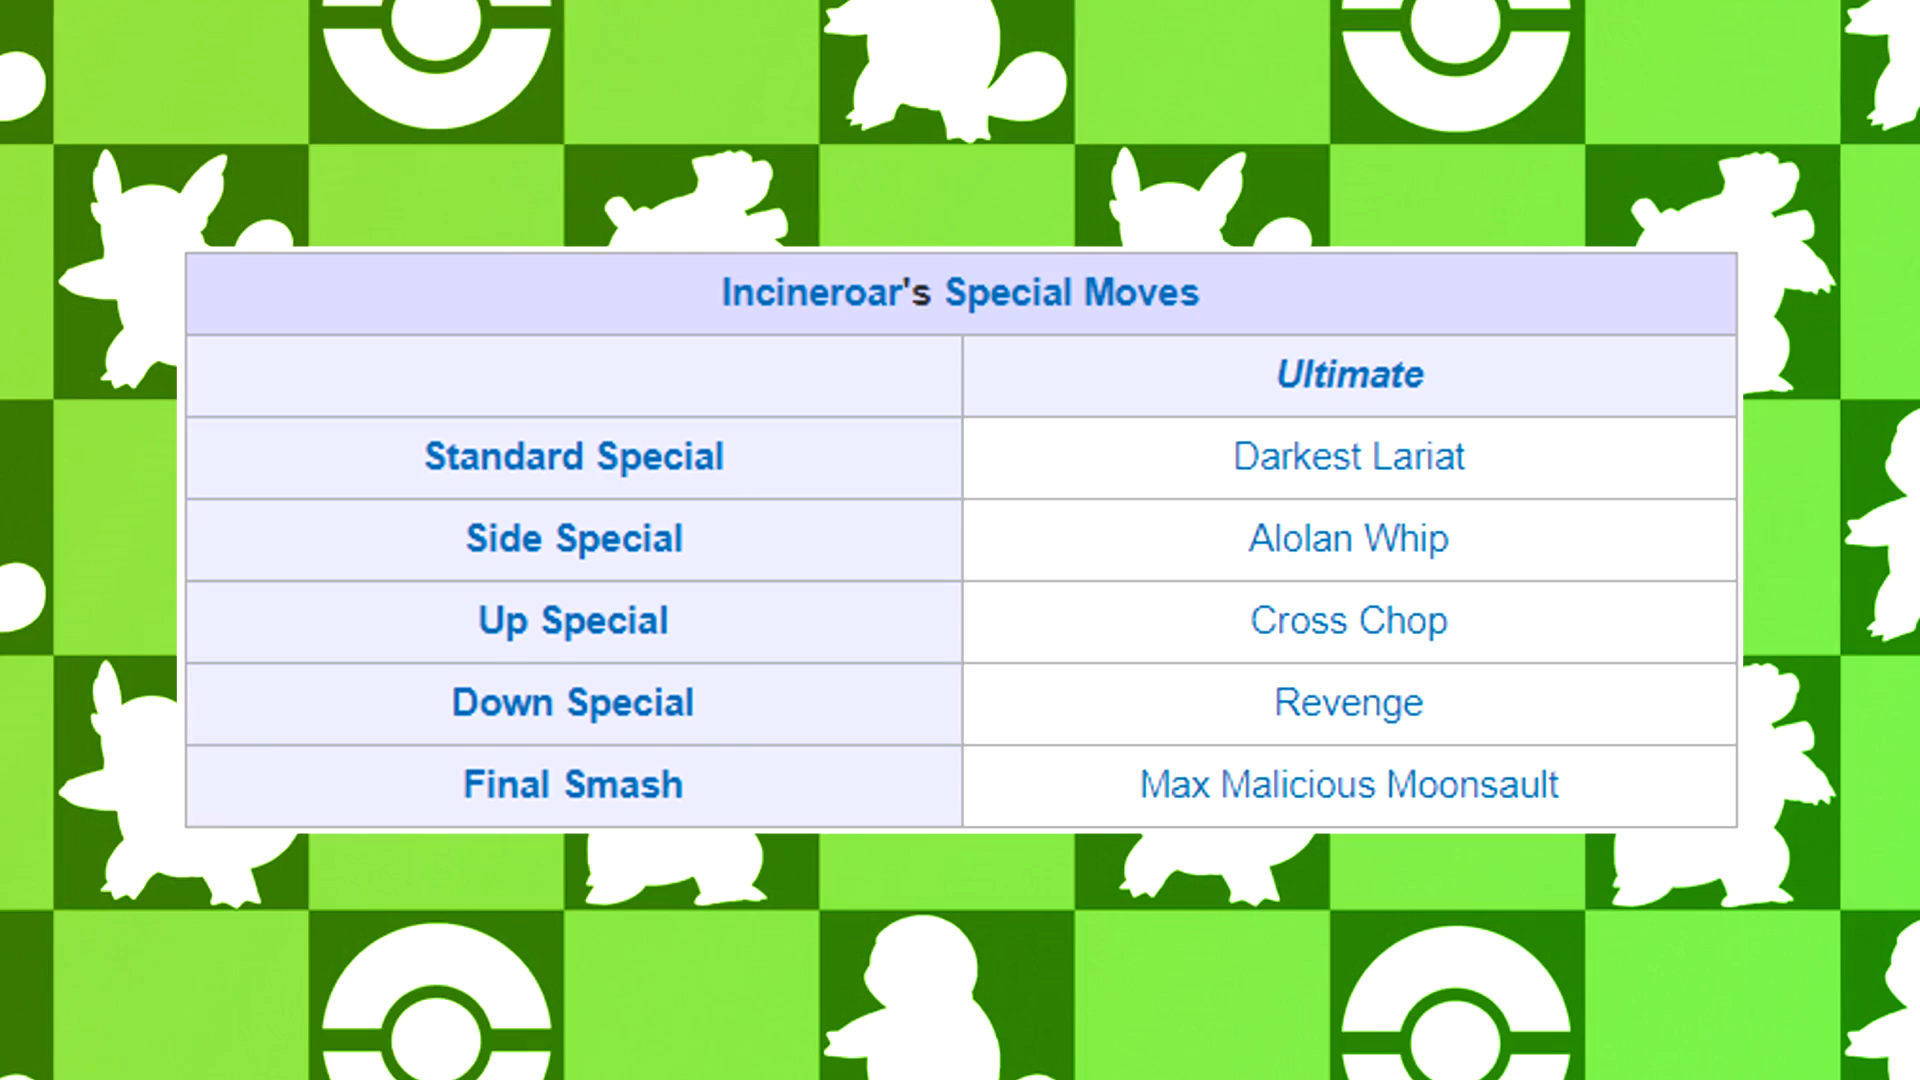 Incineroar's Special Moves
Ultimate
Standard Special Darkest Lariat
Side Special Alolan Whip
Up Special Cross Chop
Down Special Revenge
Final Smash Max Malicious Moonsault